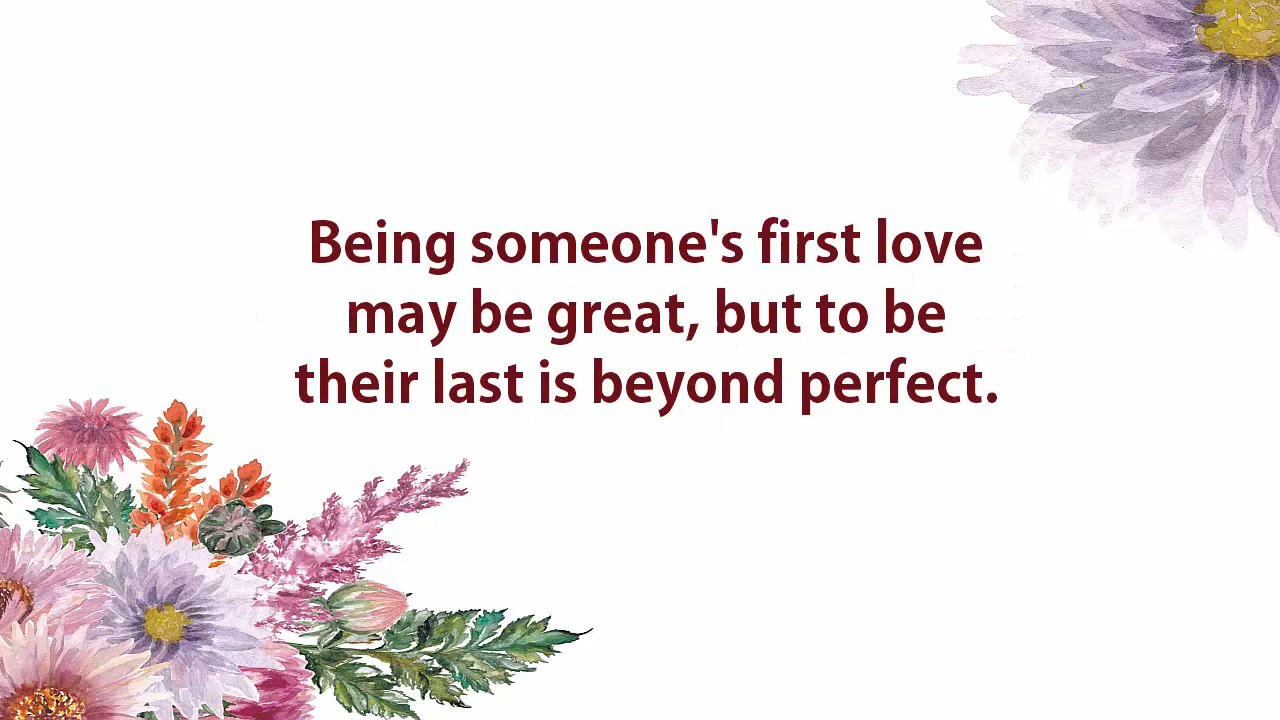 Being someone's first love
may be great, but to be
their last is beyond perfect.